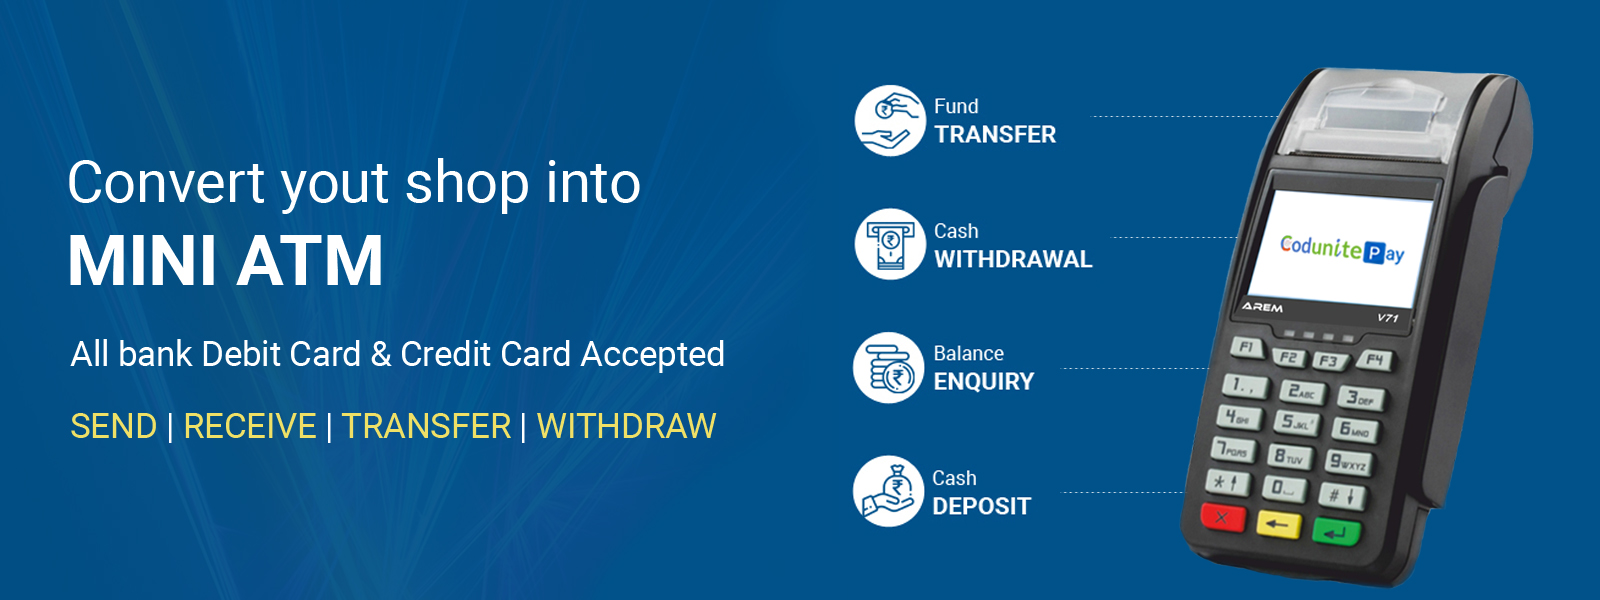 Convert yout shop into
MINI ATM
All bank Debit Card & Credit Card Accepted
SEND | RECEIVE | TRANSFER | WITHDRAW
Fund
TRANSFER
Cash
WITHDRAWAL
Balance
ENQUIRY
Cash
DEPOSIT
Codunite Pay
AREM
V71
F1 F2 F3 F4
1., 2ABC 3DEF
4GHI 5JKL 6MNO
7PQRS 8TUV 9WXYZ
* 0 #